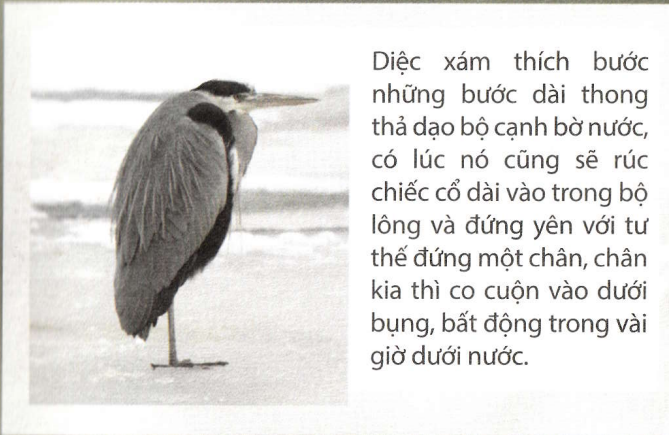 Diệc xám thích bước
những bước dài thong
thả dạo bộ cạnh bờ nước,
có lúc nó cũng sẽ rúc
chiếc cổ dài vào trong bộ
lông và đứng yên với tư
thế đứng một chân, chân
kia thì co cuộn vào dưới
bụng, bất động trong vài
giờ dưới nước.